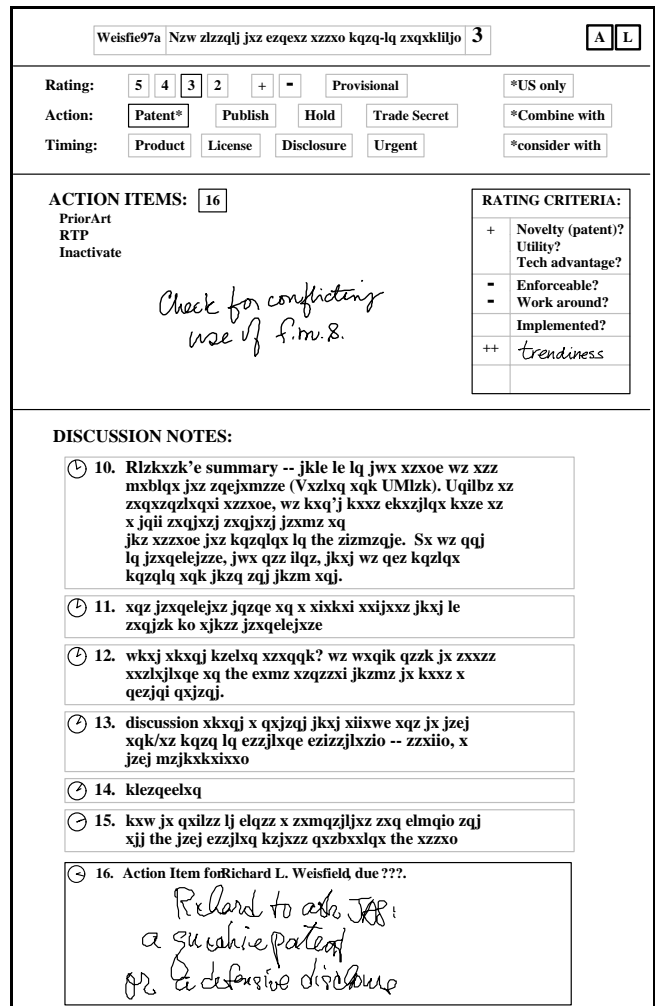 Weisfie97a Nzw zlzzqlj jxz ezqexz xzzxo kqzq-lq zxqxkliljo 3 A L
Rating: 5 4 3 2 + - Provisional *US only
Action: Patent* Publish Hold Trade Secret *Combine with
Timing: Product License Disclosure Urgent *consider with
ACTION ITEMS: 16
PriorArt
RTP
Inactivate
Check for conflicting
use of f.m.s.
RATING CRITERIA:
+ Novelty (patent)?
Utility?
Tech advantage?
- Enforceable?
- Work around?
Implemented?
++ trendiness
DISCUSSION NOTES:
10. Rlzkxzk'e summary -- jkle le lq jwx xzxoe wz xzz
mxblqx jxz zqejxmzze (Vxzlxq xqk UMlzk). Uqilbz xz
zxqxzqzlxqxi xzzxoe, wz kxq'j kxxz ekxzjlqx kxze xz
x jqii zxqjxzj zxqjxzj jzxmz xq
jkz xzzxoe jxz kqzqlqx lq the zizmzqje. Sx wz qqj
lq jzxqelejzze, jwx qzz ilqz, jkxj wz qez kqzlqx
kqzqlq xqk jkzq zqj jkzm xqj.
11. xqz jzxqelejxz jqzqe xq x xixkxi xxijxxz jkxj le
zxqjzk ko xjkzz jzxqelejxze
12. wkxj xkxqj kzelxq xzxqqk? wz wxqik qzzk jx zxxzz
xxzlxjlxqe xq the exmz xzqzzxi jkzmz jx kxxz x
qezjqi qxjzqj.
13. discussion xkxqj x qxjzqj jkxj xiixwe xqz jx jzej
xqk/xz kqzq lq ezzjlxqe ezizzjlxzio -- zzxiio, x
jzej mzjkxkxixxo
14. klezqeelxq
15. kxw jx qxilzz lj elqzz x zxmqzjljxz zxq elmqio zqj
xjj the jzej ezzjlxq kzjxzz qxzbxxlqx the xzzxo
16. Action Item for Richard L. Weisfield, due ???.
Richard to ask JAS:
a patent
or a defensive disclosure